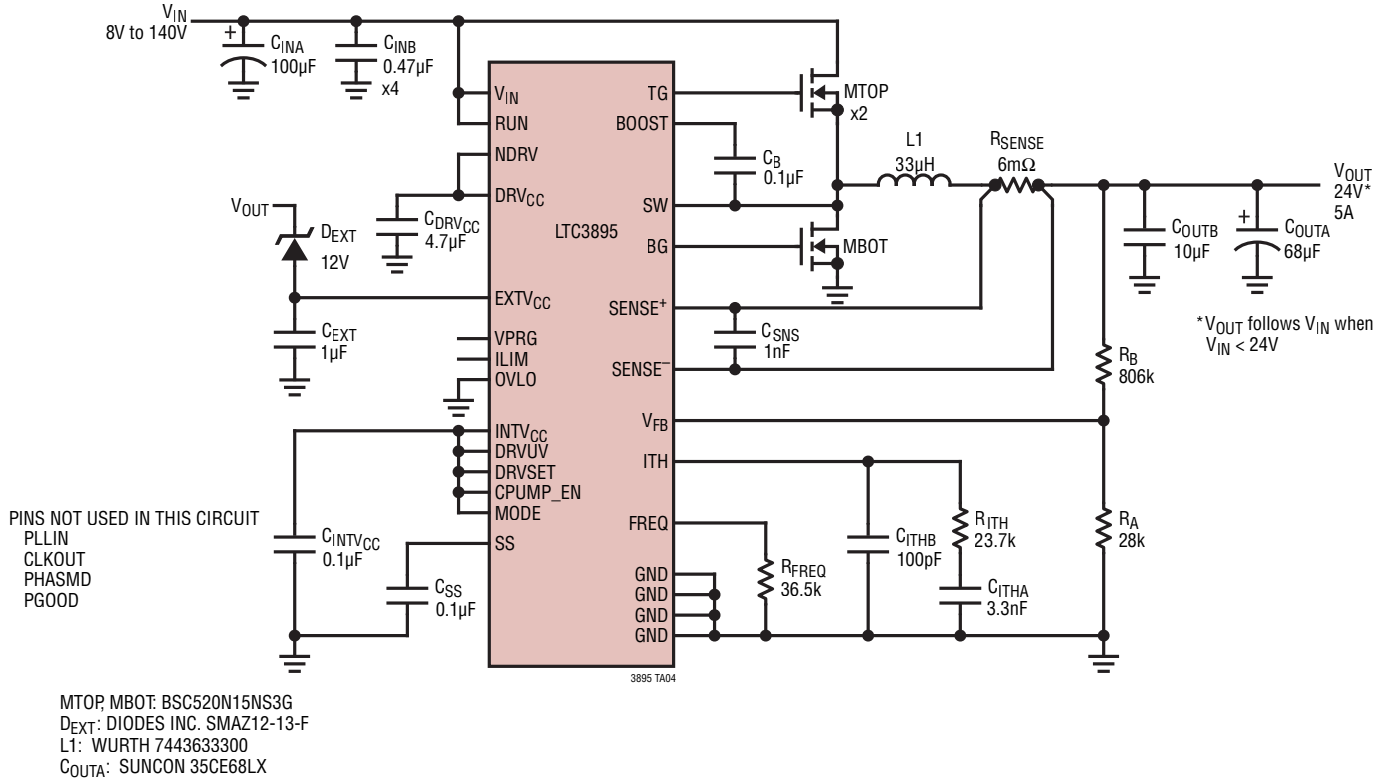 VIN
8V to 140V
CINA
100µF
+
CINB
0.47µF
x4
VIN
RUN
NDRV
DRVCC
CDRVCC
4.7µF
VOUT
DEXT
12V
EXTVCC
CEXT
1µF
VPRG
ILIM
OVLO
INTVCC
DRVUV
DRVSET
CPUMP_EN
MODE
SS
CINTVCC
0.1µF
CSS
0.1µF
LTC3895
TG
BOOST
SW
BG
SENSE+
SENSE–
VFB
ITH
FREQ
GND
GND
GND
GND
3895 TA04
MTOP
x2
CB
0.1µF
MBOT
L1
33µH
RSENSE
6mΩ
CSNS
1nF
VOUT
24V*
5A
COUTB
10µF
+
COUTA
68µF
*VOUT follows VIN when
VIN < 24V
RB
806k
RA
28k
RFREQ
36.5k
CITHB
100pF
RITH
23.7k
CITHA
3.3nF
PINS NOT USED IN THIS CIRCUIT
PLLIN
CLKOUT
PHASMD
PGOOD
MTOP, MBOT: BSC520N15NS3G
DEXT: DIODES INC. SMAZ12-13-F
L1: WURTH 7443633300
COUTA: SUNCON 35CE68LX